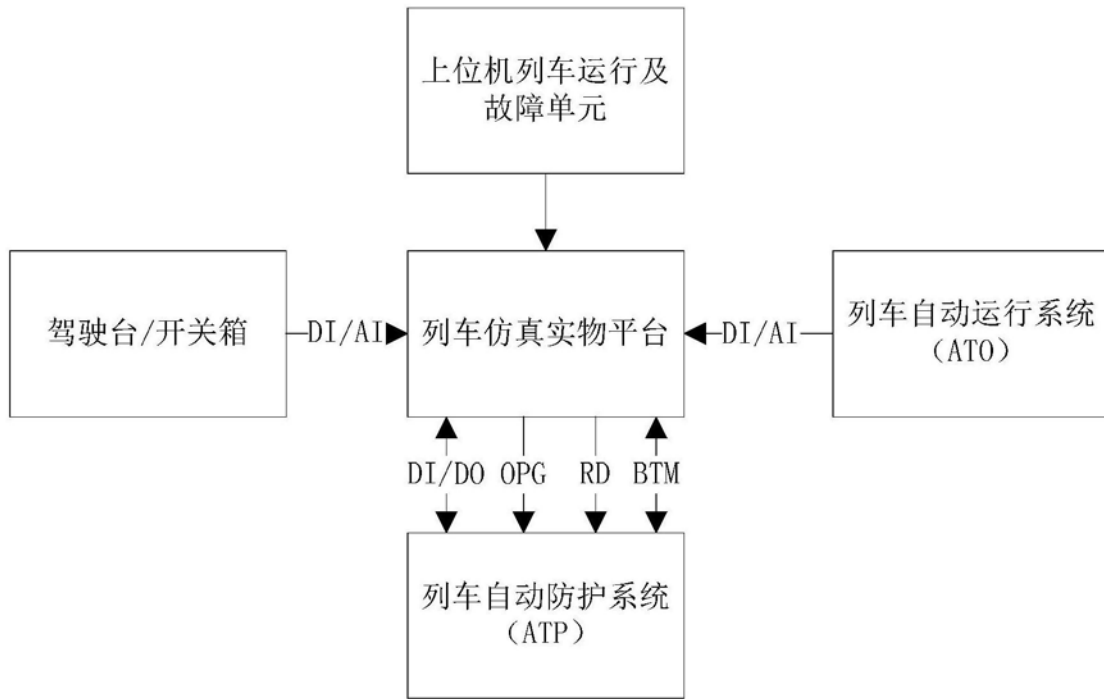 上位机列车运行及
故障单元
驾驶台/开关箱
DI/AI
列车仿真实物平台
DI/AI
列车自动运行系统
（ATO）
DI/DO
OPG
RD
BTM
列车自动防护系统
（ATP）